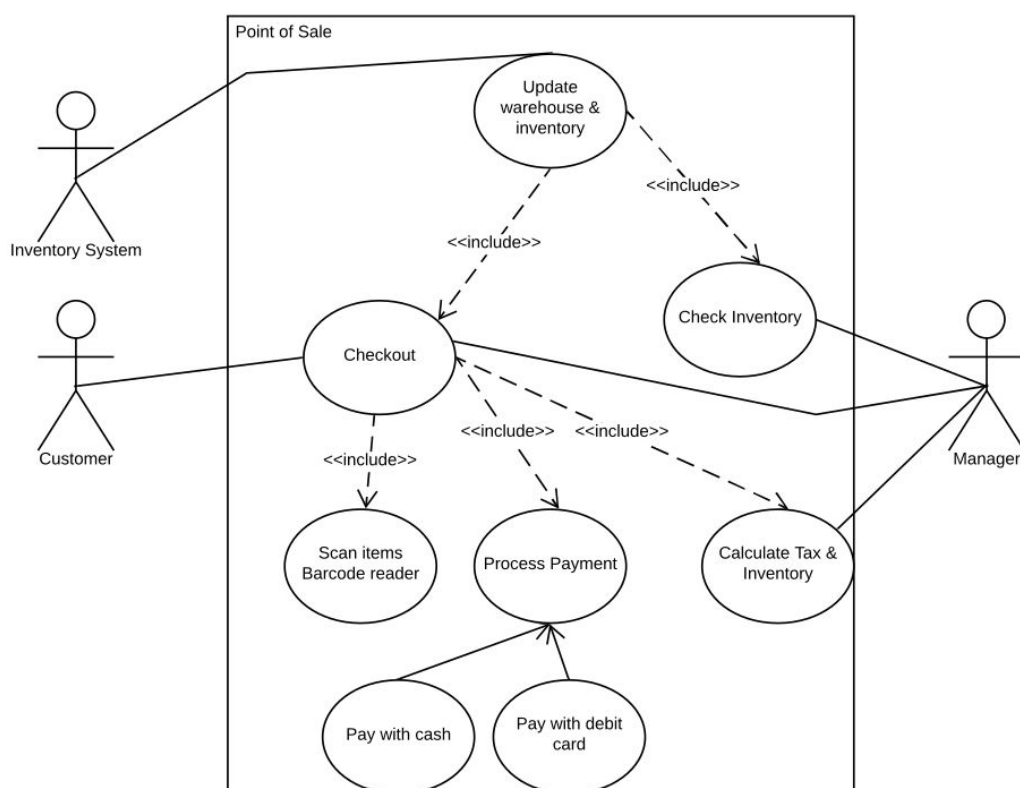 Point of Sale
Update
warehouse &
inventory
<<include>>
Inventory System
<<include>>
Check Inventory
Checkout
<<include>>
<<include>>
<<include>>
Customer
Manager
Scan items
Barcode reader
Process Payment
Calculate Tax &
Inventory
Pay with cash
Pay with debit
card